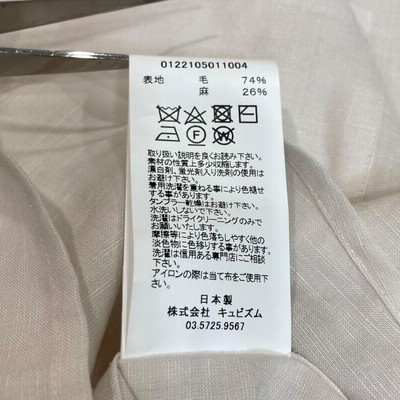 0122105011004
表地 毛 74%
麻 26%
取り扱い説明を良くお読み下さい。
素材の性質上多少収縮します。
漂白剤、蛍光剤入り洗剤の使用は
お避け下さい。
着用洗濯を重ねる事により色褪せ
する事があります。
タンブラー乾燥はお避け下さい。
水洗いしないで下さい。
洗濯はドライクリーニングのみで
お願いいたします。
摩擦等により色落ちしやすく他の
淡色物に色移りする事があります。
洗濯は信用ある専門店にご相談
下さい。
アイロンの際は当て布をご使用下
さい。
日本製
株式会社 キュビズム
03.5725.9567